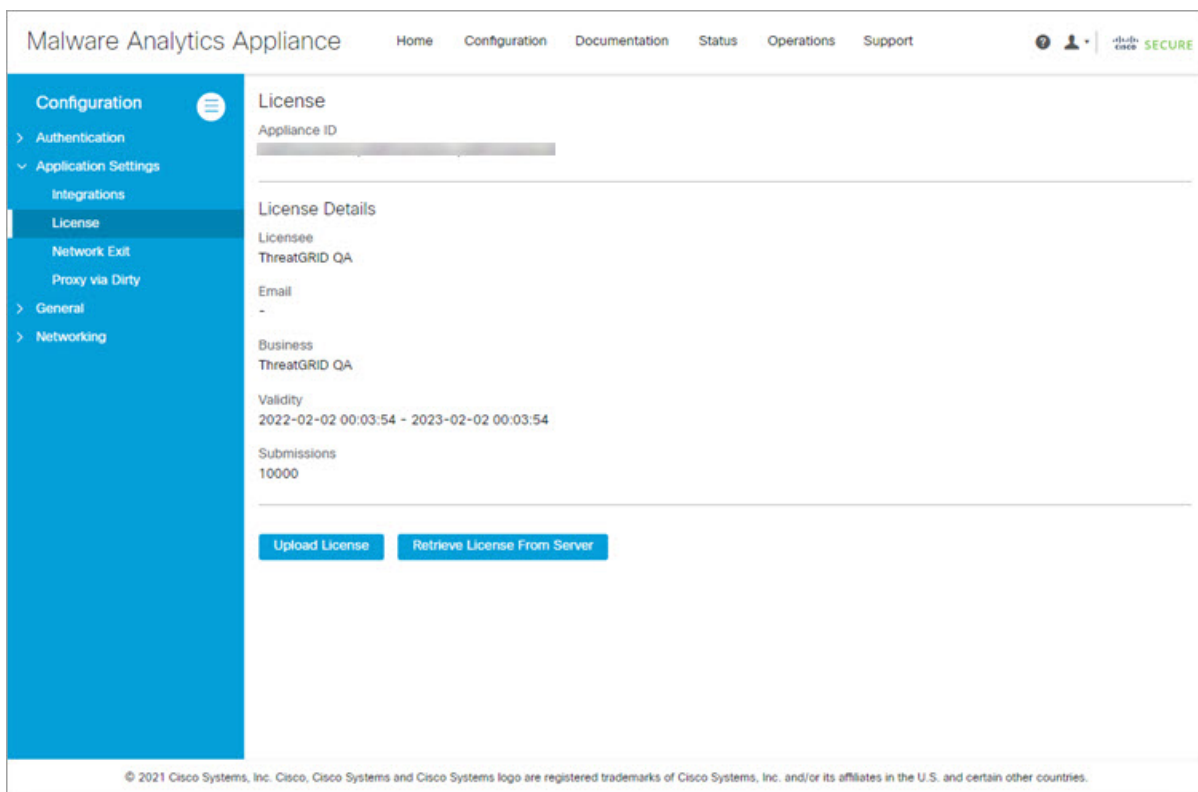 Malware Analytics Appliance Home Configuration Documentation Status Operations Support cisco SECURE
Configuration
Authentication
Application Settings
Integrations
License
Network Exit
Proxy via Dirty
General
Networking
License
Appliance ID
License Details
Licensee
ThreatGRID QA
Email
-
Business
ThreatGRID QA
Validity
2022-02-02 00:03:54 - 2023-02-02 00:03:54
Submissions
10000
Upload License Retrieve License From Server
© 2021 Cisco Systems, Inc. Cisco, Cisco Systems and Cisco Systems logo are registered trademarks of Cisco Systems, Inc. and/or its affiliates in the U.S. and certain other countries.